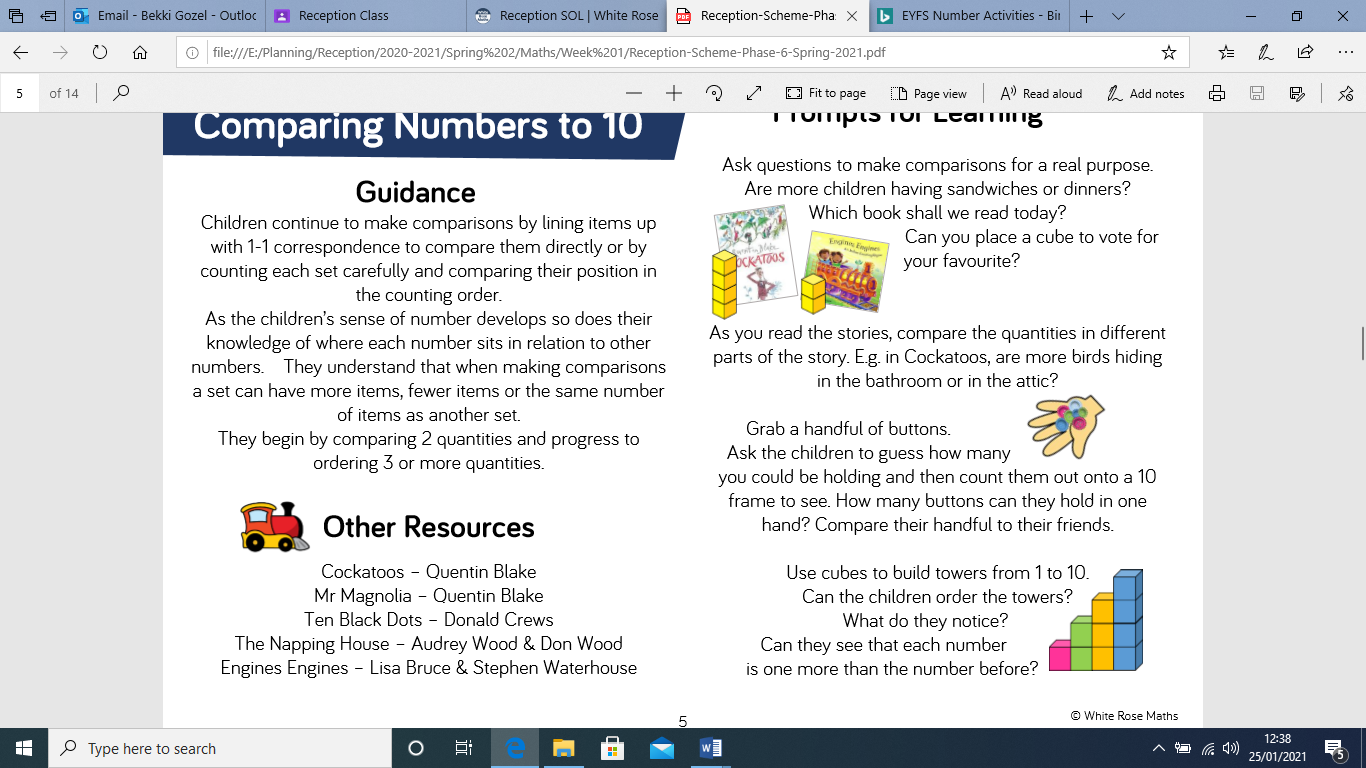 Email - Bekki Gozel - Outloo
Reception Class
Reception SOL | White Rose
Reception-Scheme-Pha
EYFS Number Activities - Bin
file:///E:/Planning/Reception/2020-2021/Spring%202/Maths/Week%201/Reception-Scheme-Phase-6-Spring-2021.pdf
5 of 14
Fit to page
Page view
Read aloud
Add notes
Comparing Numbers to 10
Guidance
Children continue to make comparisons by lining items up
with 1-1 correspondence to compare them directly or by
counting each set carefully and comparing their position in
the counting order.
As the children's sense of number develops so does their
knowledge of where each number sits in relation to other
numbers. They understand that when making comparisons
a set can have more items, fewer items or the same number
of items as another set.
They begin by comparing 2 quantities and progress to
ordering 3 or more quantities.
Other Resources
Cockatoos – Quentin Blake
Mr Magnolia – Quentin Blake
Ten Black Dots – Donald Crews
The Napping House – Audrey Wood & Don Wood
Engines Engines – Lisa Bruce & Stephen Waterhouse
Prompts for Learning
Ask questions to make comparisons for a real purpose.
Are more children having sandwiches or dinners?
Which book shall we read today?
Can you place a cube to vote for
your favourite?
Quentin Blake
OCKATOOS
Engines, Engines
As you read the stories, compare the quantities in different
parts of the story. E.g. in Cockatoos, are more birds hiding
in the bathroom or in the attic?
Grab a handful of buttons.
Ask the children to guess how many
you could be holding and then count them out onto a 10
frame to see. How many buttons can they hold in one
hand? Compare their handful to their friends.
Use cubes to build towers from 1 to 10.
Can the children order the towers?
What do they notice?
Can they see that each number
is one more than the number before?
5
© White Rose Maths
Type here to search
12:38
25/01/2021
5